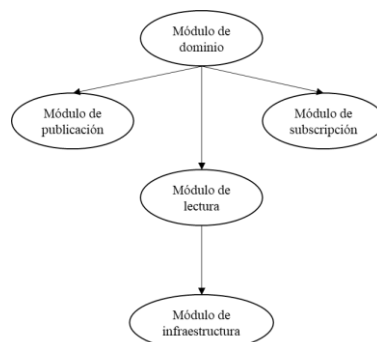 Módulo de
dominio
Módulo de
publicación
Módulo de
subscripción
Módulo de
lectura
Módulo de
infraestructura